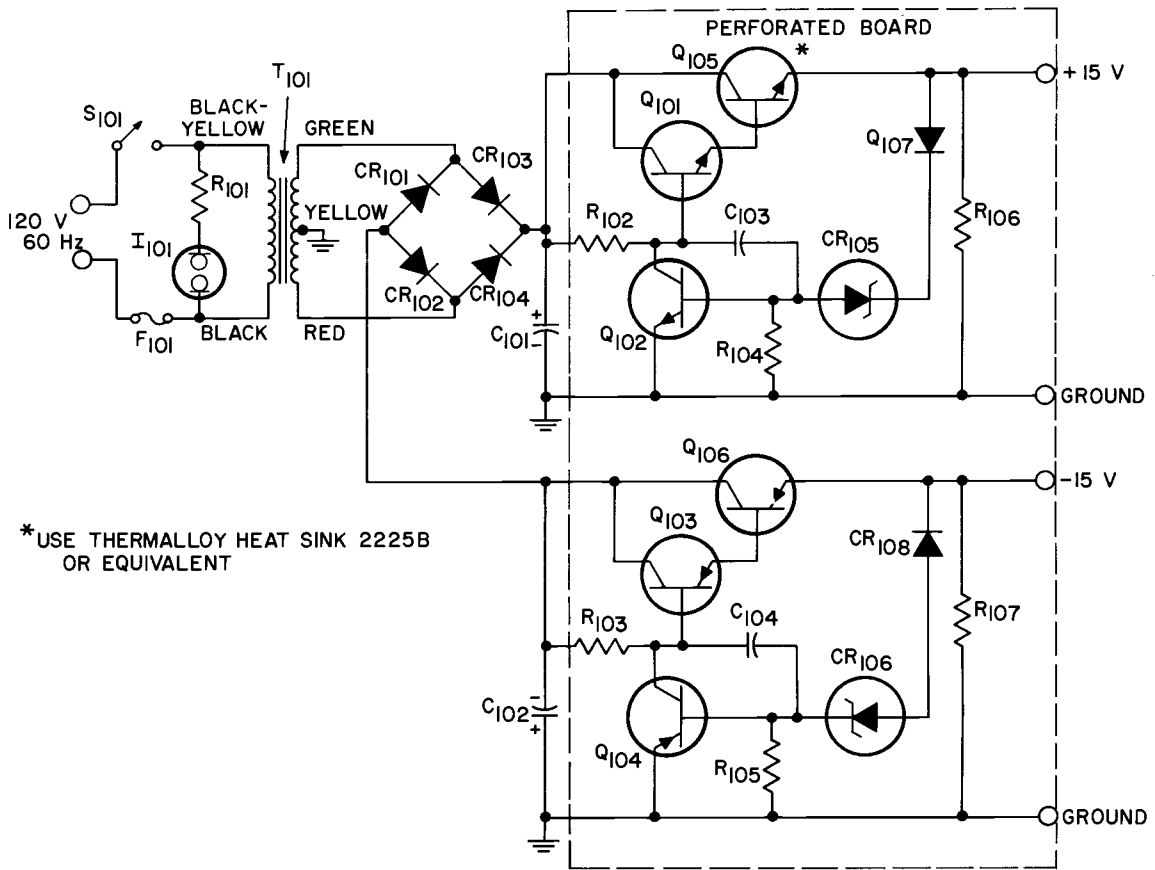 PERFORATED BOARD
Q105
*
+15 V
T101
Q101
S101
BLACK-
YELLOW
GREEN
CR101
CR103
Q107
R101
YELLOW
R102
C103
R106
120 V
60 Hz
I101
CR105
CR102
CR104
F101
BLACK
RED
C101
Q102
R104
GROUND
Q106
-15 V
*USE THERMALLOY HEAT SINK 2225B
OR EQUIVALENT
Q103
CR108
R103
C104
R107
CR106
C102
Q104
R105
GROUND
+
-
-
+